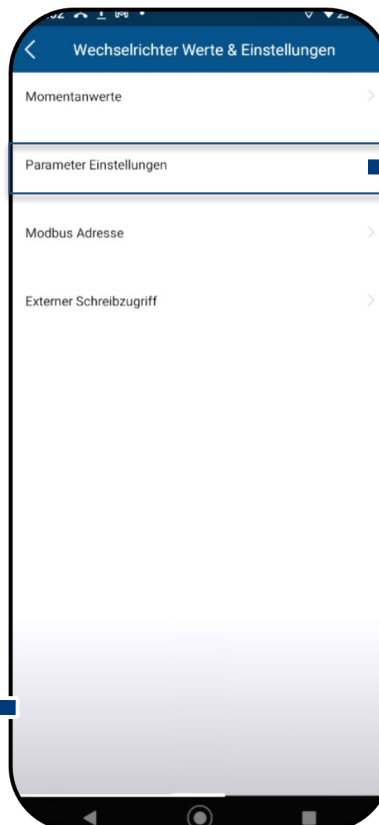 Wechselrichter Werte & Einstellungen
Momentanwerte
Parameter Einstellungen
Modbus Adresse
Externer Schreibzugriff